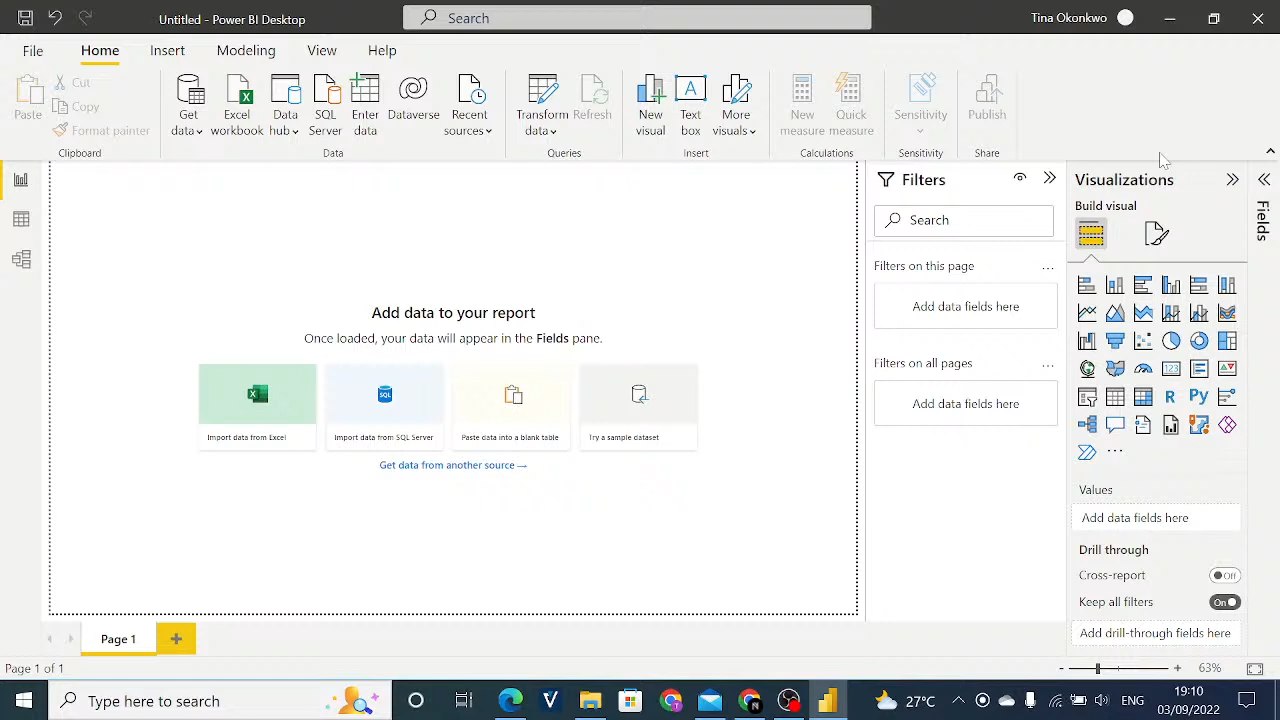 Untitled - Power BI Desktop
Search
Tina Okonkwo
File
Home
Insert
Modeling
View
Help
Paste
Cut
Copy
Format painter
Clipboard
Get data
Excel workbook
Data hub
SQL Server
Enter data
Dataverse
Recent sources
Data
Transform data
Refresh
Queries
New visual
Text box
More visuals
Insert
New measure
Quick measure
Calculations
Sensitivity
Sensitivity
Publish
Share
Add data to your report
Once loaded, your data will appear in the Fields pane.
Import data from Excel
Import data from SQL Server
Paste data into a blank table
Try a sample dataset
Get data from another source →
Filters
Search
Filters on this page
...
Add data fields here
Filters on all pages
...
Add data fields here
Visualizations
Build visual
123
R
Py
...
Values
Add data fields here
Drill through
Cross-report
Off
Keep all filters
On
Add drill-through fields here
Fields
Page 1
Page 1 of 1
- + 63%
Type here to search
27°C
ENG
19:10
03/09/2022